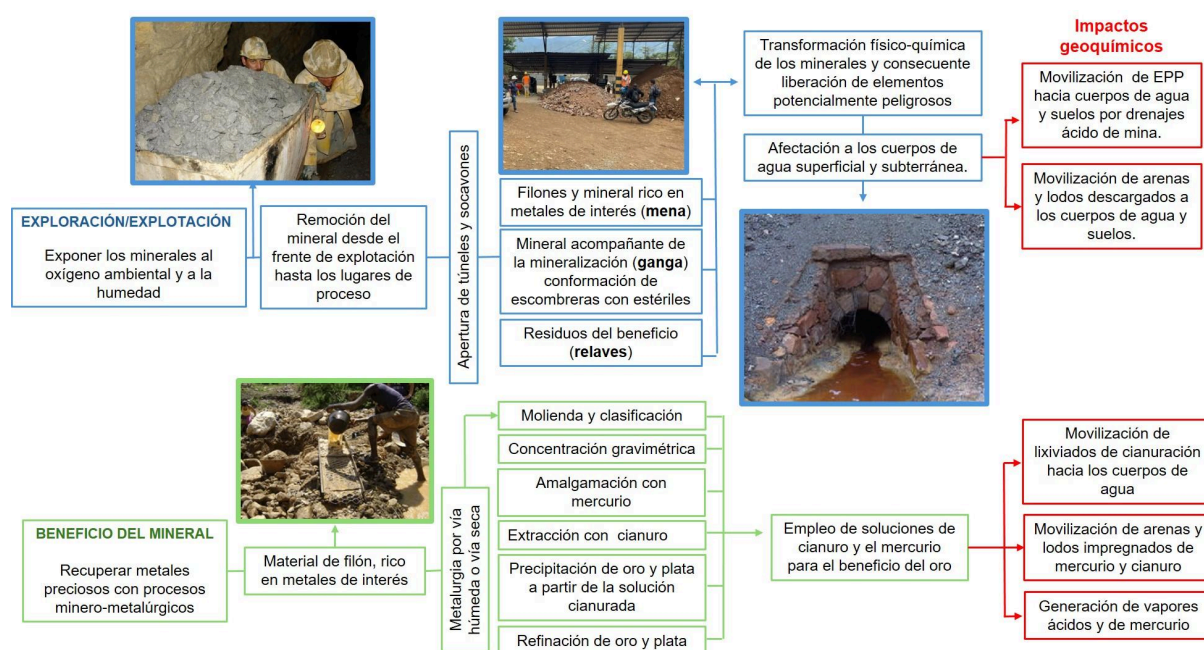 Impactos
geoquímicos
Transformación físico-química
de los minerales y consecuente
liberación de elementos
potencialmente peligrosos
Movilización de EPP
hacia cuerpos de agua
y suelos por drenajes
ácido de mina.
Afectación a los cuerpos de
agua superficial y subterránea.
Movilización de arenas
y lodos descargados a
los cuerpos de agua y
suelos.
EXPLORACIÓN/EXPLOTACIÓN
Exponer los minerales al
oxígeno ambiental y a la
humedad
Remoción del
mineral desde el
frente de explotación
hasta los lugares de
proceso
Apertura de túneles y socavones
Filones y mineral rico en
metales de interés (mena)
Mineral acompañante de
la mineralización (ganga)
conformación de
escombreras con estériles
Residuos del beneficio
(relaves)
BENEFICIO DEL MINERAL
Recuperar metales
preciosos con procesos
minero-metalúrgicos
Material de filón, rico
en metales de interés
Metalurgia por vía
húmeda o vía seca
Molienda y clasificación
Concentración gravimétrica
Amalgamación con
mercurio
Extracción con cianuro
Precipitación de oro y plata
a partir de la solución
cianurada
Refinación de oro y plata
Empleo de soluciones de
cianuro y el mercurio
para el beneficio del oro
Movilización de
lixiviados de cianuración
hacia los cuerpos de
agua
Movilización de arenas y
lodos impregnados de
mercurio y cianuro
Generación de vapores
ácidos y de mercurio